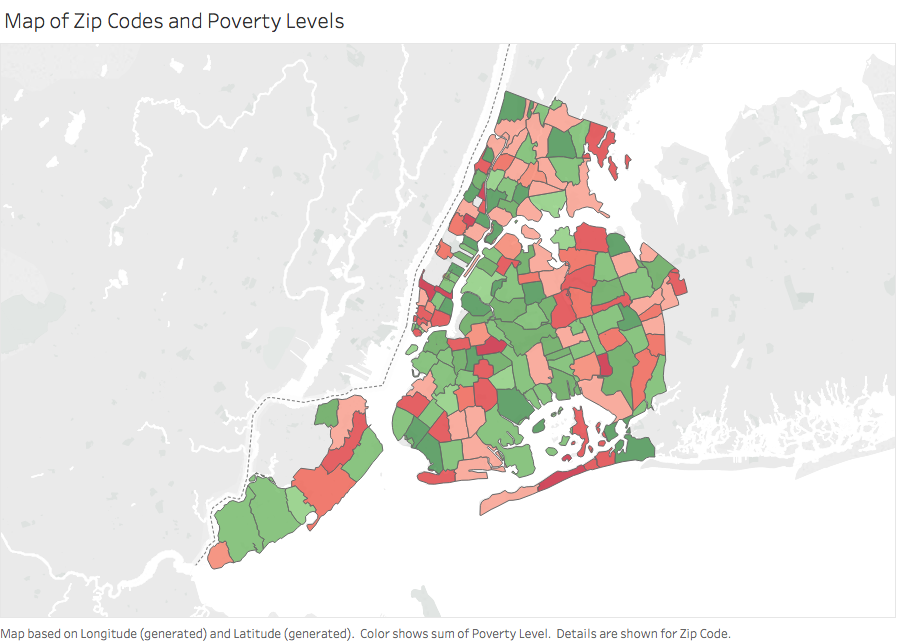 Map of Zip Codes and Poverty Levels
Map based on Longitude (generated) and Latitude (generated).  Color shows sum of Poverty Level.  Details are shown for Zip Code.